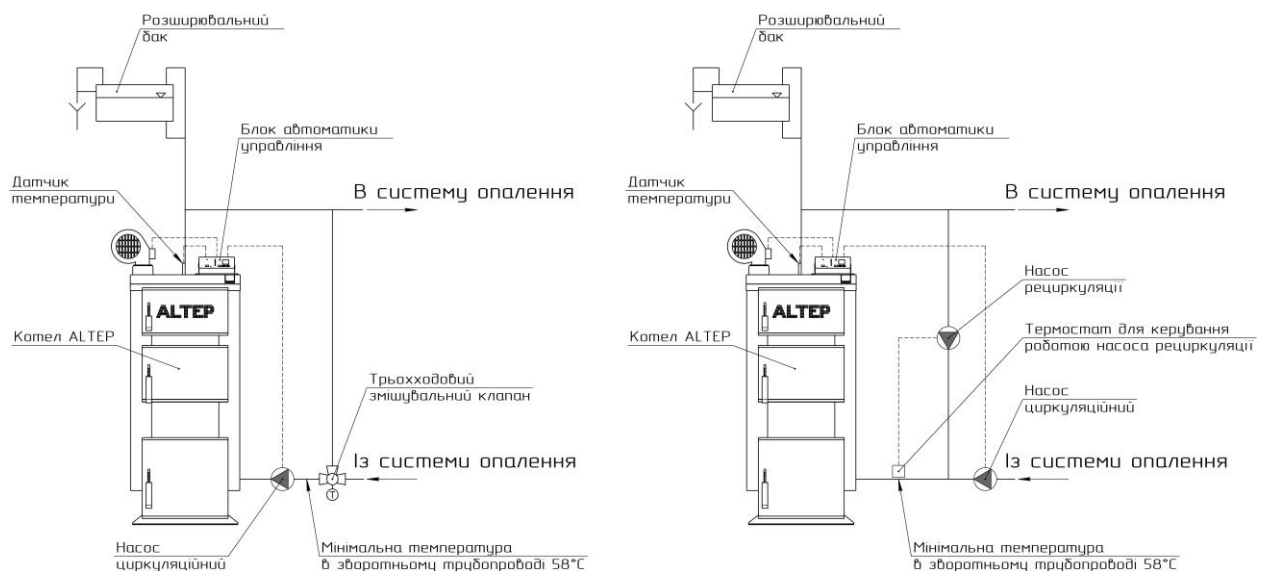 Розширювальний
бак
Блок автоматики
управління
Датчик
температури
В систему опалення
ALTEP
Котел ALTEP
Трьохходовий
змішувальний клапан
Із системи опалення
T
Насос
циркуляційний
Мінімальна температура
в зворотньому трубопроводі 58°C
Розширювальний
бак
Блок автоматики
управління
Датчик
температури
В систему опалення
Насос
рециркуляції
ALTEP
Котел ALTEP
Термостат для керування
роботою насоса рециркуляції
Насос
циркуляційний
Із системи опалення
Мінімальна температура
в зворотньому трубопроводі 58°C